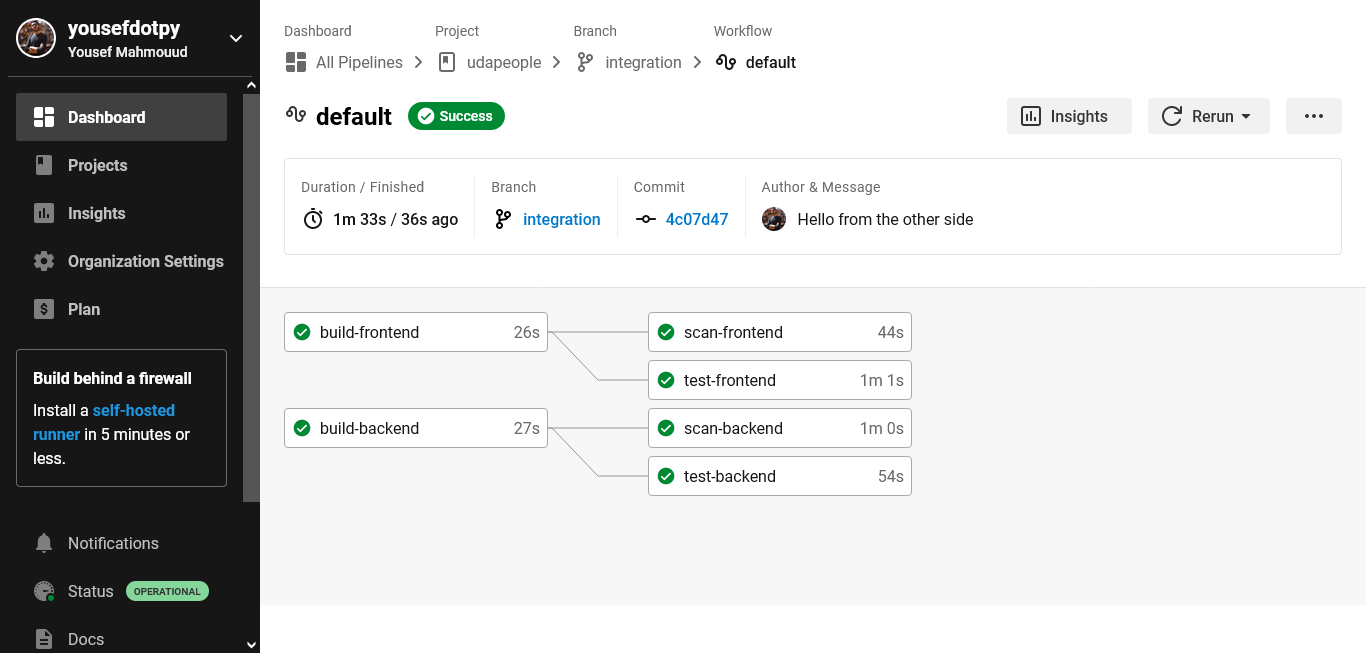 yousefdotpy
Yousef Mahmouud
Dashboard
Projects
Insights
Organization Settings
Plan
Build behind a firewall
Install a self-hosted
runner in 5 minutes or
less.
Notifications
Status OPERATIONAL
Docs
Dashboard Project Branch Workflow
All Pipelines udapeople integration default
default Success Insights Rerun
Duration / Finished Branch Commit Author & Message
1m 33s / 36s ago integration 4c07d47 Hello from the other side
build-frontend 26s scan-frontend 44s
test-frontend 1m 1s
build-backend 27s scan-backend 1m 0s
test-backend 54s